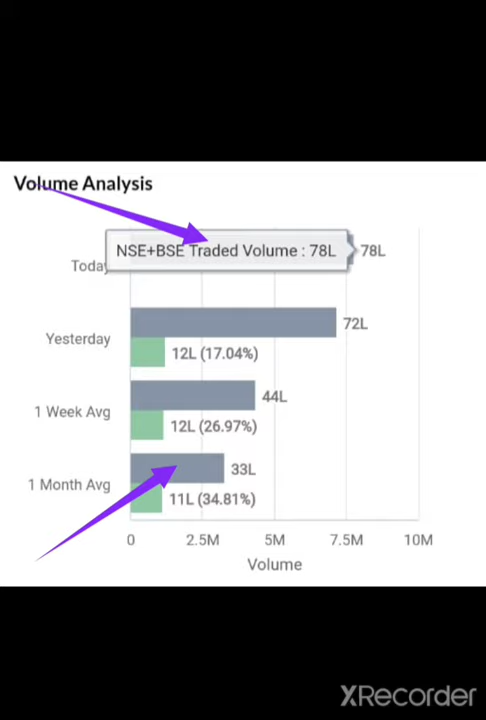 Volume Analysis
NSE+BSE Traded Volume : 78L
78L
Today
Yesterday
72L
12L (17.04%)
1 Week Avg
44L
12L (26.97%)
1 Month Avg
33L
11L (34.81%)
0 2.5M 5M 7.5M 10M
Volume
XRecorder